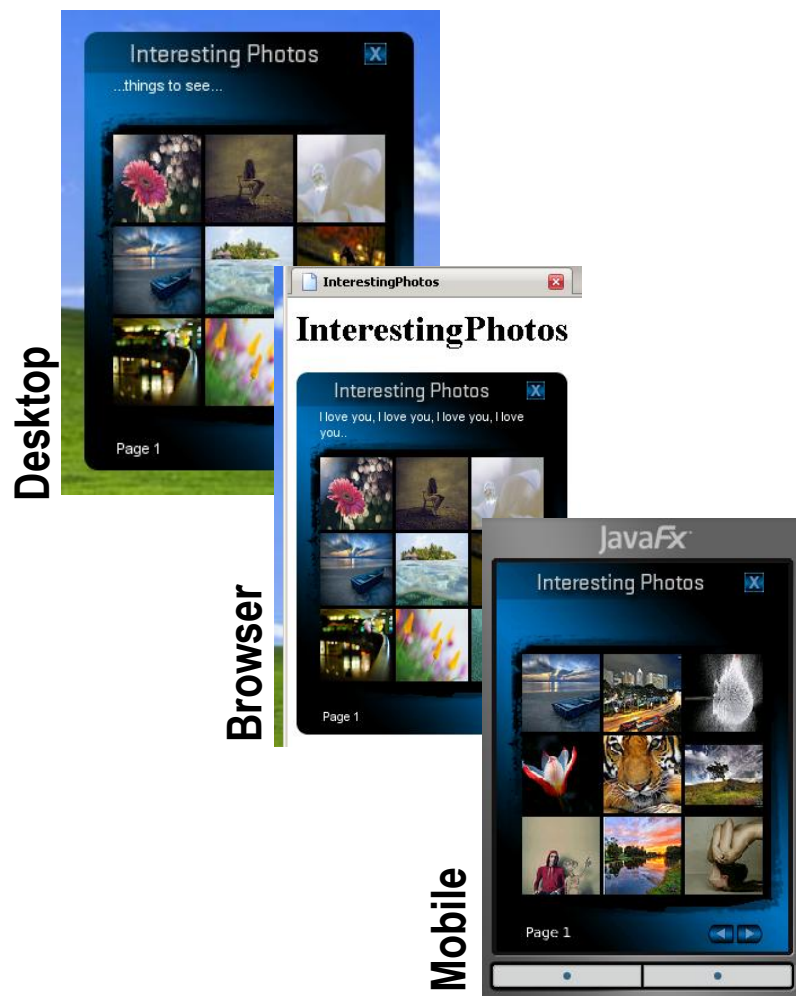 Interesting Photos X
...things to see...
Page 1
Desktop
InterestingPhotos
InterestingPhotos
Interesting Photos X
I love you, I love you, I love you, I love
you..
Page 1
Browser
JavaFx
Interesting Photos X
Page 1
Mobile